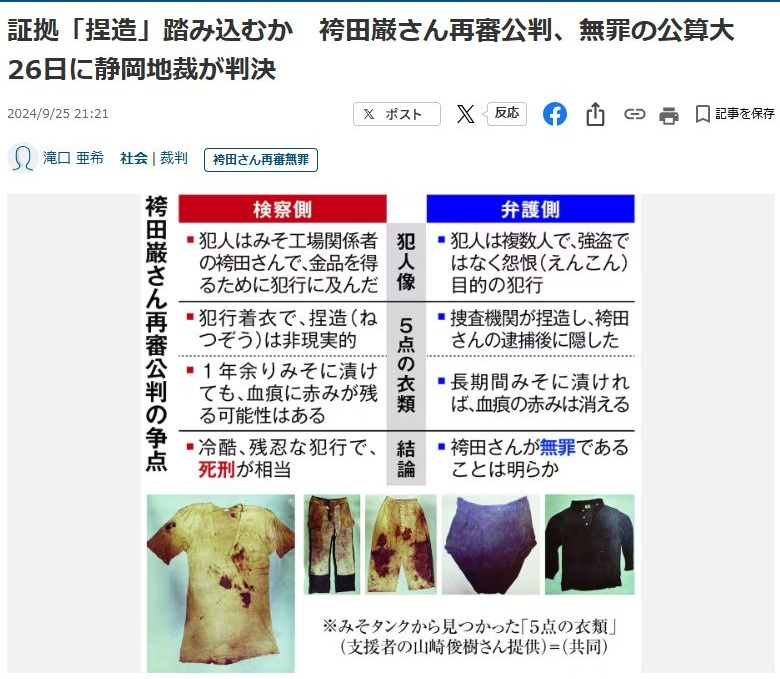 証拠「捏造」踏み込むか　袴田巌さん再審公判、無罪の公算大
26日に静岡地裁が判決
2024/9/25 21:21
ポスト
反応
記事を保存
滝口 亜希
社会 | 裁判
袴田さん再審無罪
袴田巌さん再審公判の争点
検察側
弁護側
犯人像
■犯人はみそ工場関係者
の袴田さんで、金品を得
るために犯行に及んだ
■犯人は複数人で、強盗で
はなく怨恨（えんこん）
目的の犯行
5点の衣類
■犯行着衣で、捏造（ね
つぞう）は非現実的
■捜査機関が捏造し、袴田
さんの逮捕後に隠した
■１年余りみそに漬け
ても、血痕に赤みが残
る可能性はある
■長期間みそに漬けれ
ば、血痕の赤みは消える
結論
■冷酷、残忍な犯行で、
死刑が相当
■袴田さんが無罪である
ことは明らか
※みそタンクから見つかった「5点の衣類」
（支援者の山崎俊樹さん提供）＝（共同）